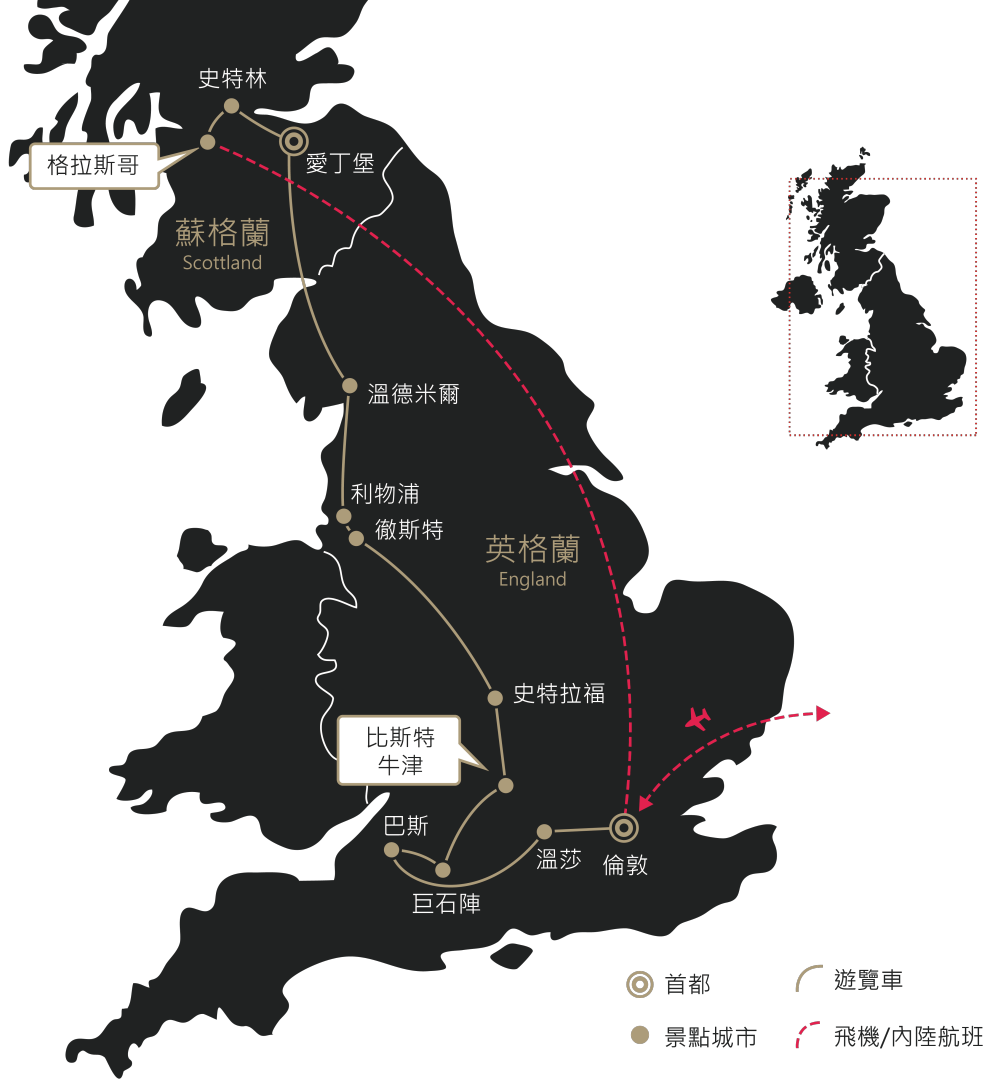 史特林
格拉斯哥
愛丁堡
蘇格蘭
Scottland
溫德米爾
利物浦
徹斯特
英格蘭
England
史特拉福
比斯特
牛津
巴斯
溫莎
倫敦
巨石陣
首都
遊覽車
景點城市
飛機/內陸航班